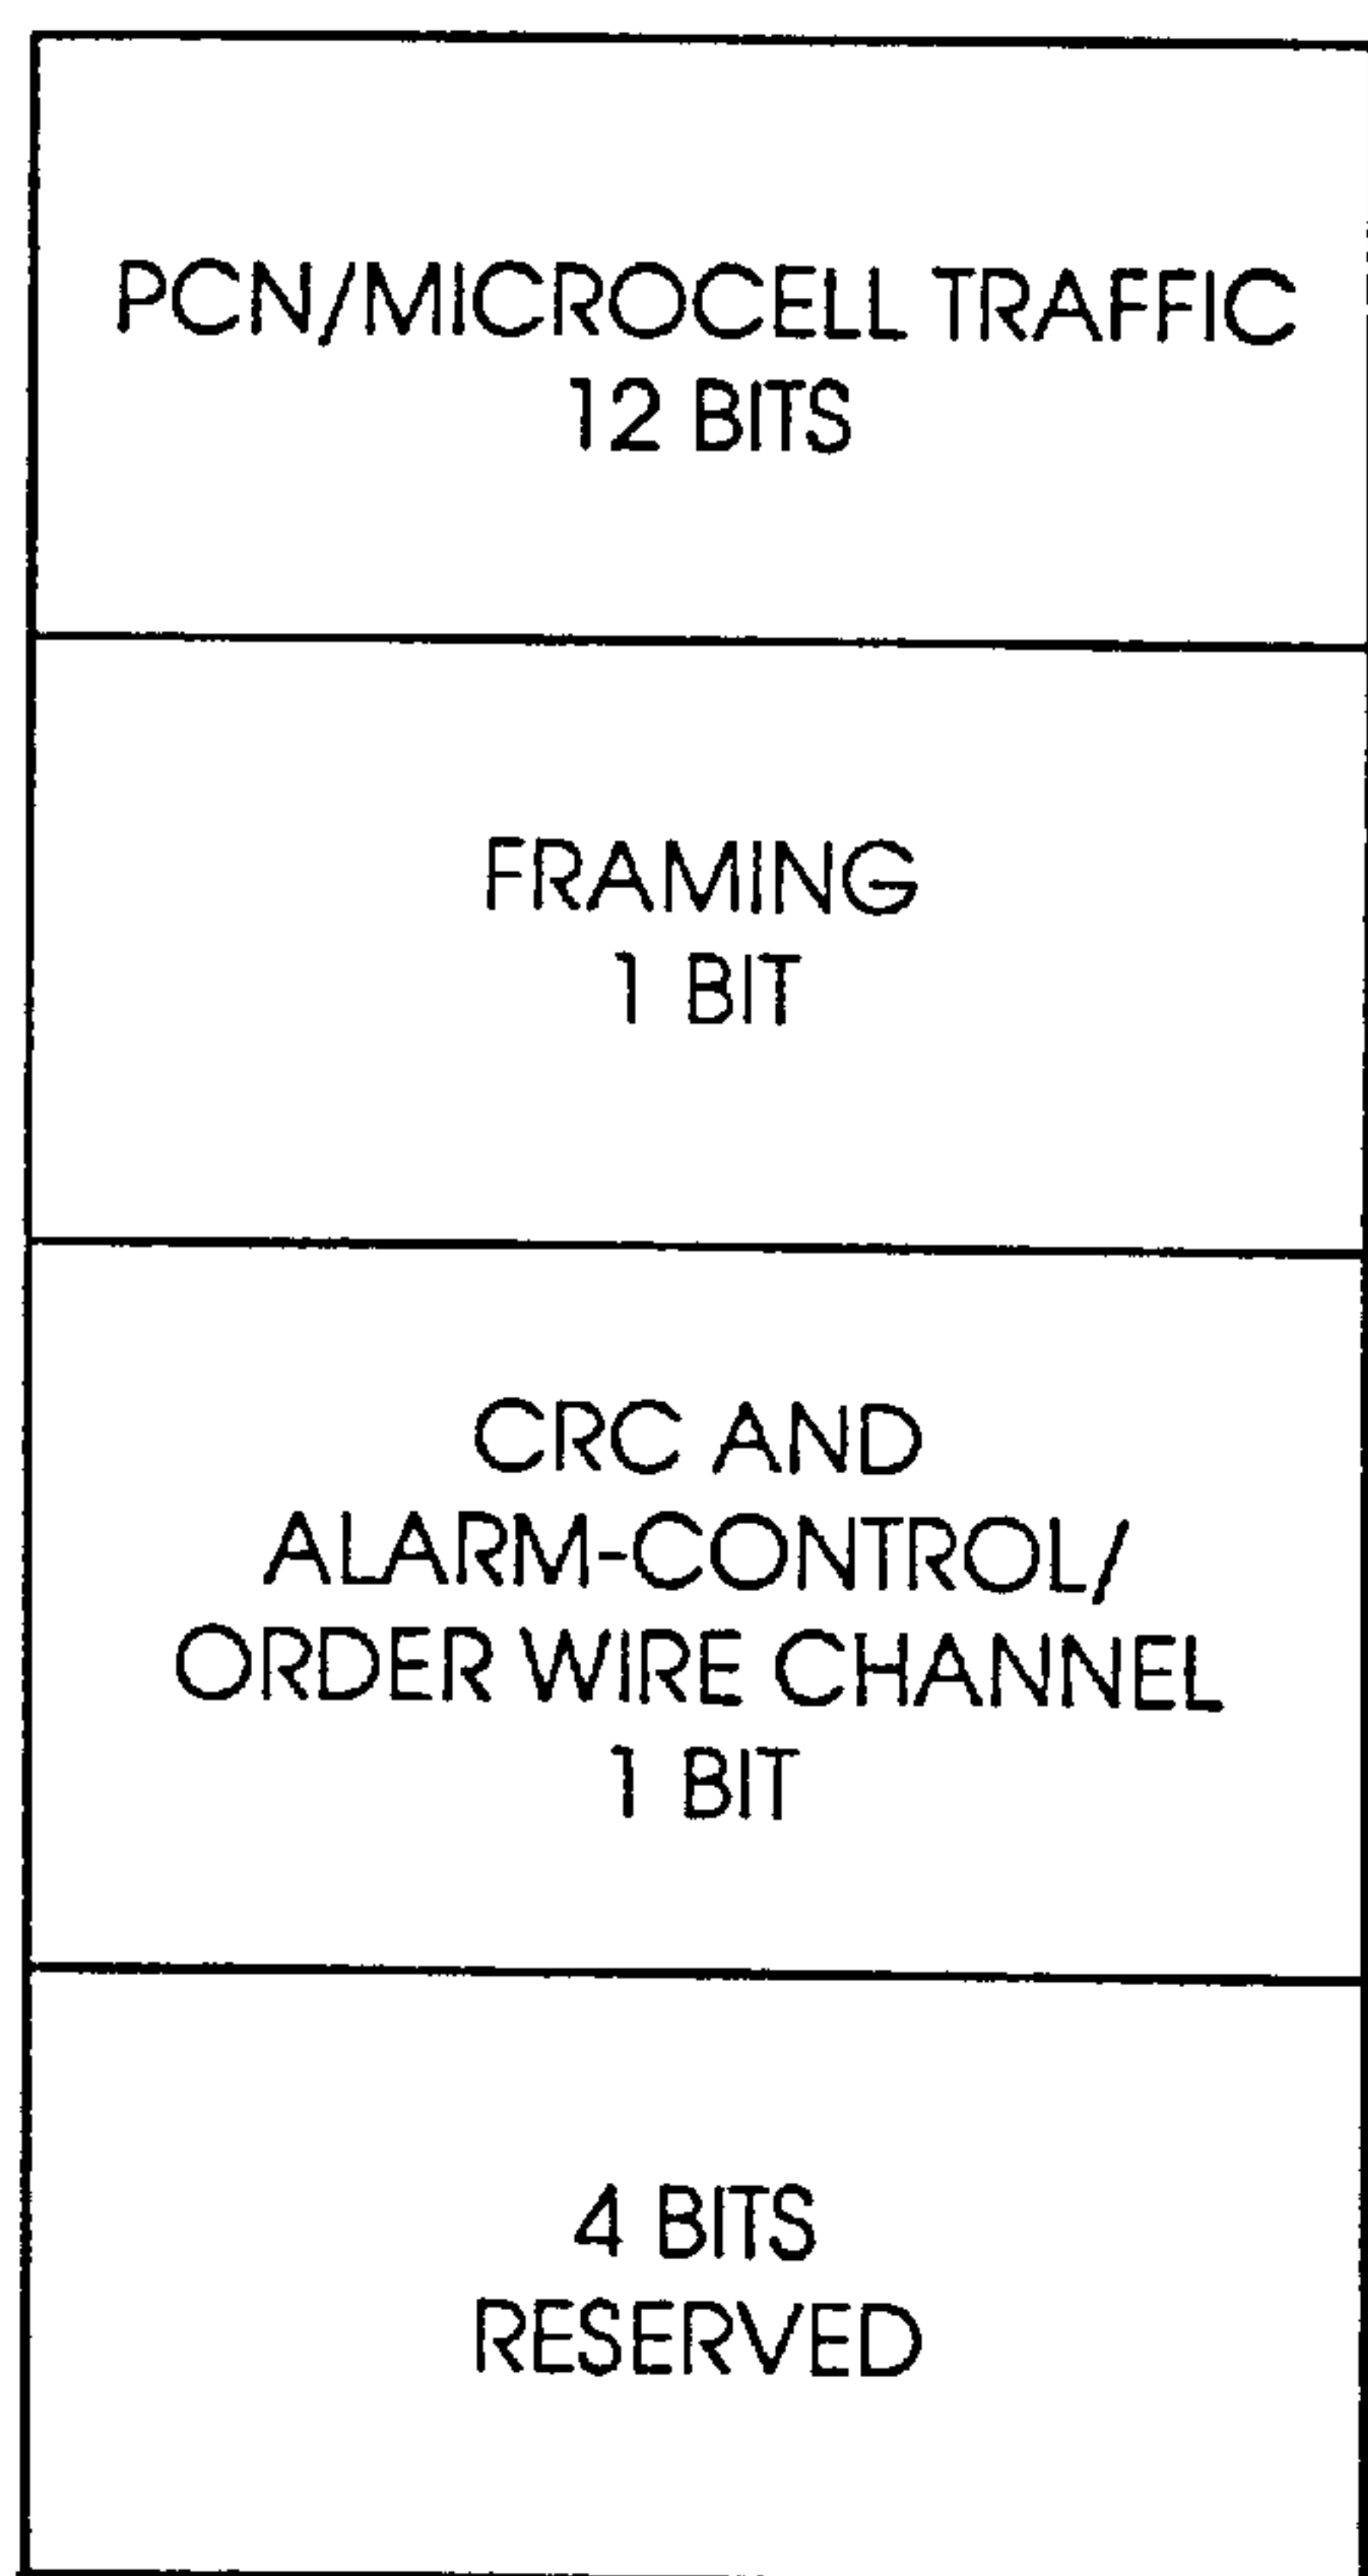 PCN/MICROCELL TRAFFIC
12 BITS
FRAMING
1 BIT
CRC AND
ALARM-CONTROL/
ORDER WIRE CHANNEL
1 BIT
4 BITS
RESERVED